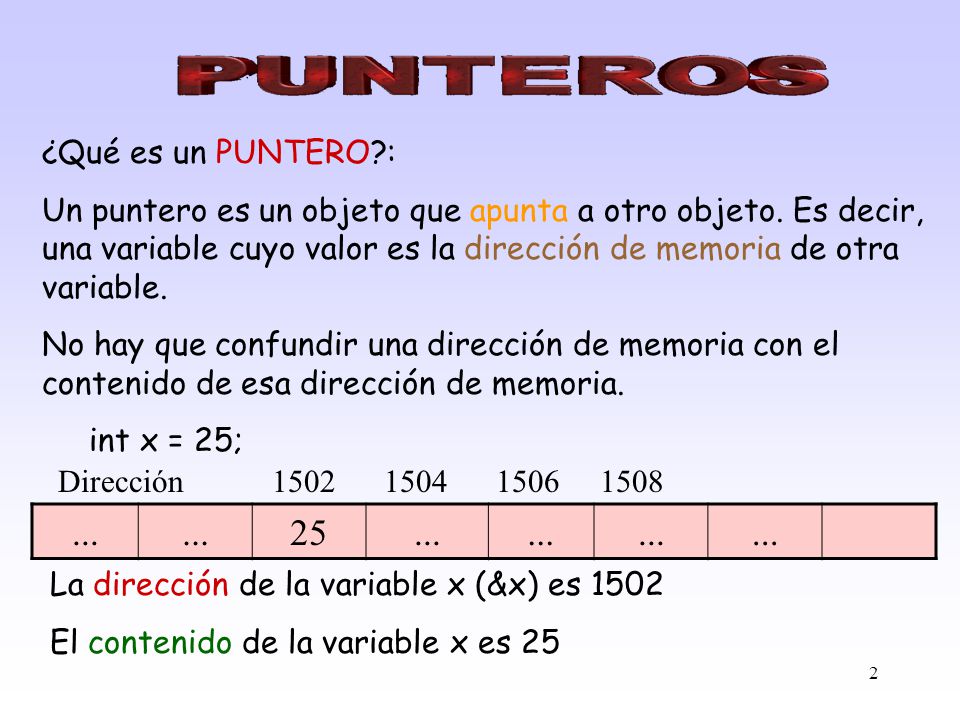 PUNTEROS
¿Qué es un PUNTERO?:
Un puntero es un objeto que apunta a otro objeto. Es decir,
una variable cuyo valor es la dirección de memoria de otra
variable.
No hay que confundir una dirección de memoria con el
contenido de esa dirección de memoria.
int x = 25;
Dirección 1502 1504 1506 1508
... ... 25 ... ... ... ...
La dirección de la variable x (&x) es 1502
El contenido de la variable x es 25
2